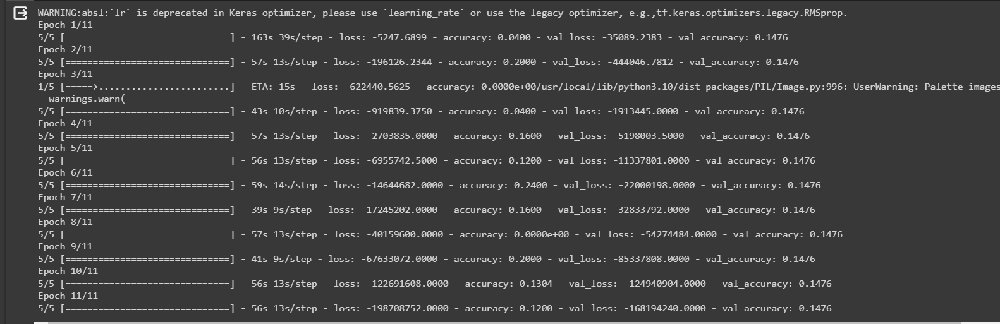 WARNING:absl:`lr` is deprecated in Keras optimizer, please use `learning_rate` or use the legacy optimizer, e.g.,tf.keras.optimizers.legacy.RMSprop.
Epoch 1/11
5/5 [==============================] - 163s 39s/step - loss: -5247.6899 - accuracy: 0.0400 - val_loss: -35089.2383 - val_accuracy: 0.1476
Epoch 2/11
5/5 [==============================] - 57s 13s/step - loss: -196126.2344 - accuracy: 0.2000 - val_loss: -444046.7812 - val_accuracy: 0.1476
Epoch 3/11
1/5 [=====>........................] - ETA: 15s - loss: -622440.5625 - accuracy: 0.0000e+00/usr/local/lib/python3.10/dist-packages/PIL/Image.py:996: UserWarning: Palette images
  warnings.warn(
5/5 [==============================] - 43s 10s/step - loss: -919839.3750 - accuracy: 0.0400 - val_loss: -1913445.0000 - val_accuracy: 0.1476
Epoch 4/11
5/5 [==============================] - 57s 13s/step - loss: -2703835.0000 - accuracy: 0.1600 - val_loss: -5198003.5000 - val_accuracy: 0.1476
Epoch 5/11
5/5 [==============================] - 56s 13s/step - loss: -6955742.5000 - accuracy: 0.1200 - val_loss: -11337801.0000 - val_accuracy: 0.1476
Epoch 6/11
5/5 [==============================] - 59s 14s/step - loss: -14644682.0000 - accuracy: 0.2400 - val_loss: -22000198.0000 - val_accuracy: 0.1476
Epoch 7/11
5/5 [==============================] - 39s 9s/step - loss: -17245202.0000 - accuracy: 0.1600 - val_loss: -32833792.0000 - val_accuracy: 0.1476
Epoch 8/11
5/5 [==============================] - 57s 13s/step - loss: -40159600.0000 - accuracy: 0.0000e+00 - val_loss: -54274484.0000 - val_accuracy: 0.1476
Epoch 9/11
5/5 [==============================] - 41s 9s/step - loss: -67633072.0000 - accuracy: 0.2000 - val_loss: -85337808.0000 - val_accuracy: 0.1476
Epoch 10/11
5/5 [==============================] - 56s 13s/step - loss: -122691608.0000 - accuracy: 0.1304 - val_loss: -124940904.0000 - val_accuracy: 0.1476
Epoch 11/11
5/5 [==============================] - 56s 13s/step - loss: -198708752.0000 - accuracy: 0.1200 - val_loss: -168194240.0000 - val_accuracy: 0.1476